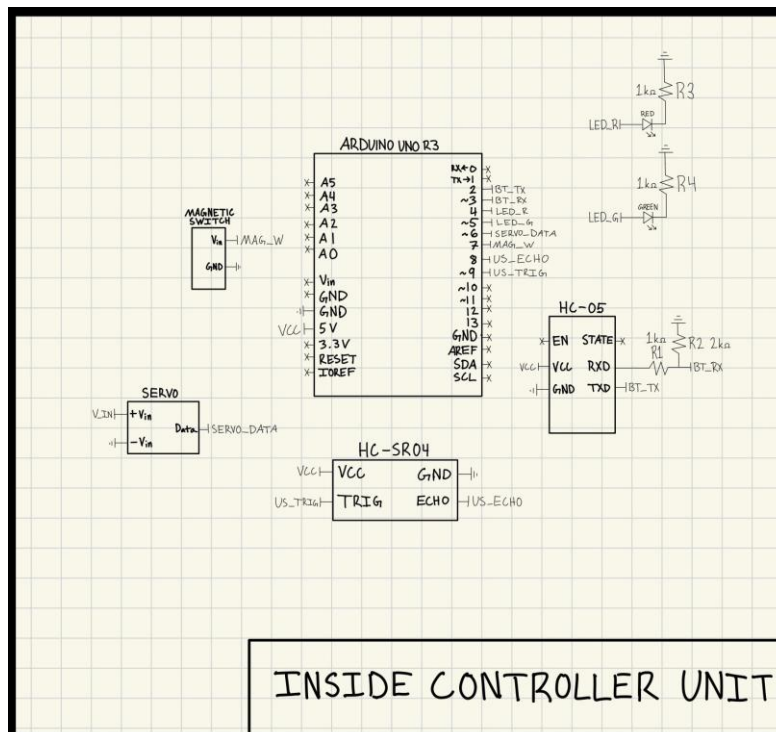 1kΩ R3
RED
LED_R
1kΩ R4
GREEN
LED_G
ARDUINO UNO R3
A5
A4
A3
A2
A1
A0
Vin
GND
GND
VCC 5V
3.3V
RESET
IOREF
RX←0
TX→1
2 BT_TX
~3 BT_RX
4 LED_R
~5 LED_G
~6 SERVO_DATA
7 MAG_W
8 US_ECHO
~9 US_TRIG
~10
~11
12
13
GND
AREF
SDA
SCL
MAGNETIC
SWITCH
Vin MAG_W
GND
HC-05
EN STATE
VCC VCC RXD
GND TXD BT_TX
1kΩ
R1
R2 2kΩ
BT_RX
SERVO
V_IN +Vin
Data SERVO_DATA
-Vin
HC-SR04
VCC VCC GND
US_TRIG TRIG ECHO US_ECHO
INSIDE CONTROLLER UNIT